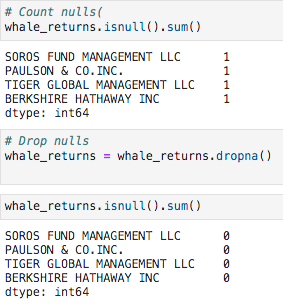 # Count nulls(
whale_returns.isnull().sum()
SOROS FUND MANAGEMENT LLC 1
PAULSON & CO.INC. 1
TIGER GLOBAL MANAGEMENT LLC 1
BERKSHIRE HATHAWAY INC 1
dtype: int64
# Drop nulls
whale_returns = whale_returns.dropna()
whale_returns.isnull().sum()
SOROS FUND MANAGEMENT LLC 0
PAULSON & CO.INC. 0
TIGER GLOBAL MANAGEMENT LLC 0
BERKSHIRE HATHAWAY INC 0
dtype: int64